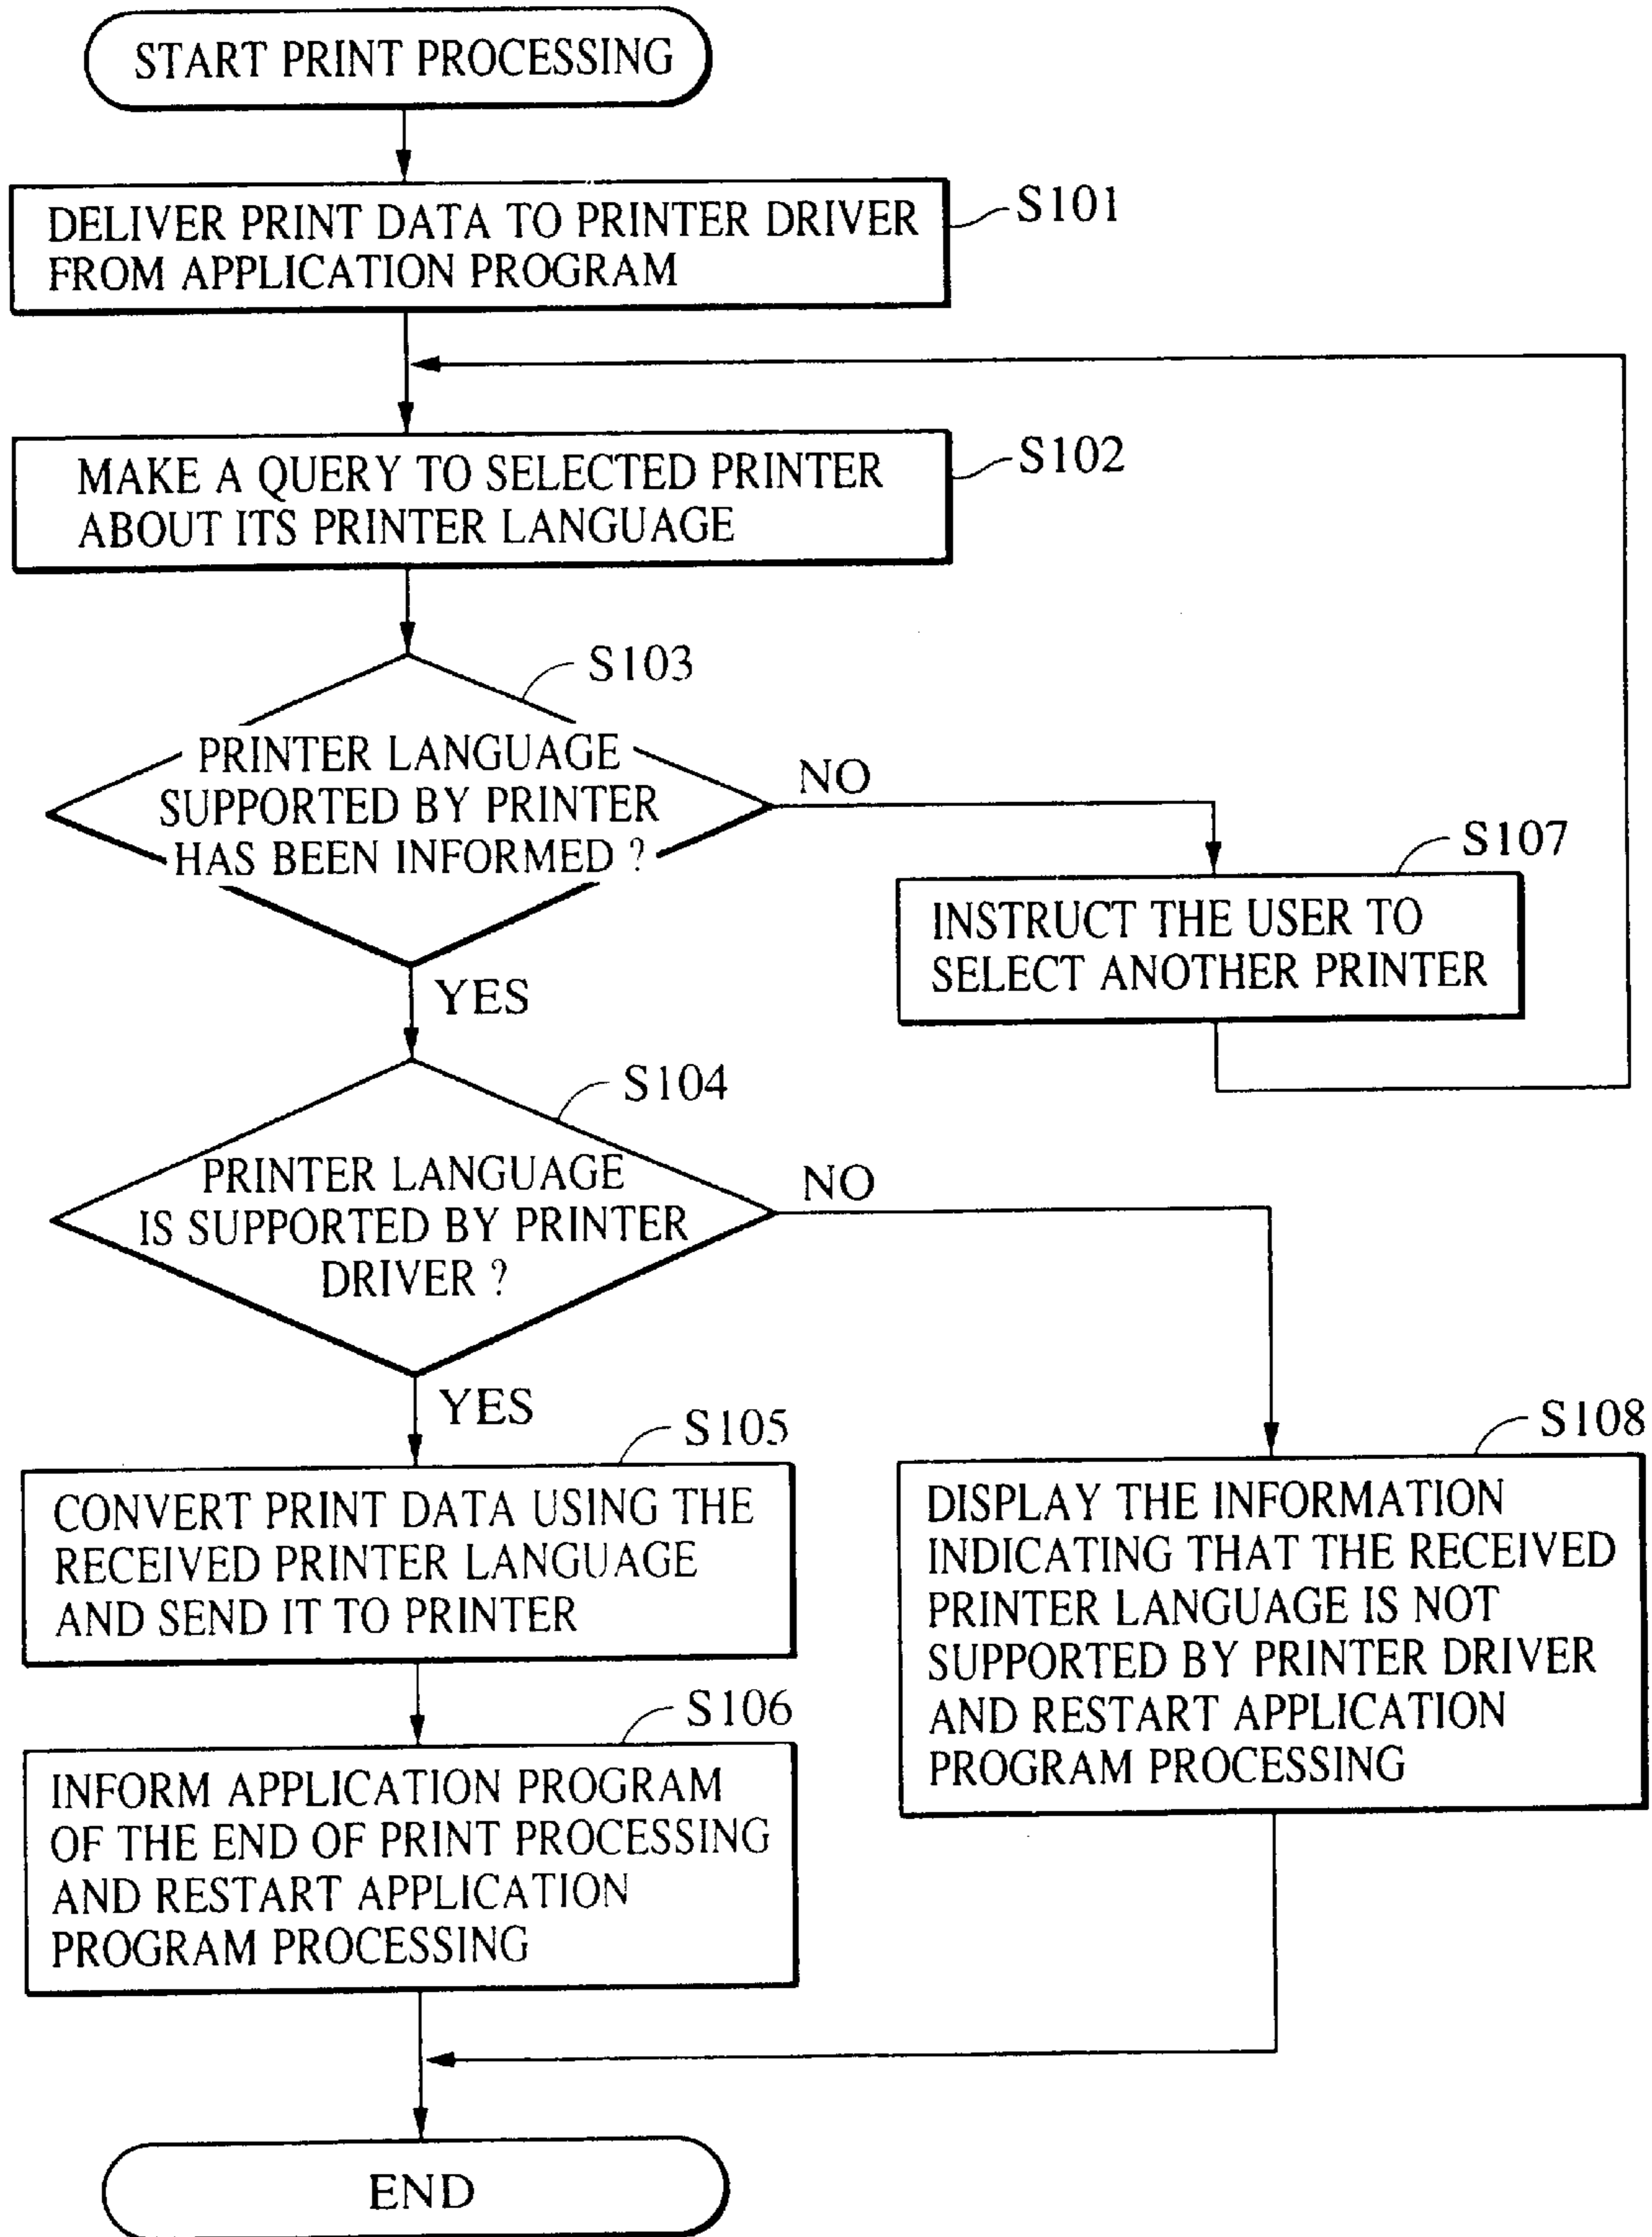 START PRINT PROCESSING
DELIVER PRINT DATA TO PRINTER DRIVER
FROM APPLICATION PROGRAM
S101
MAKE A QUERY TO SELECTED PRINTER
ABOUT ITS PRINTER LANGUAGE
S102
S103
PRINTER LANGUAGE
SUPPORTED BY PRINTER
HAS BEEN INFORMED ?
NO
S107
INSTRUCT THE USER TO
SELECT ANOTHER PRINTER
YES
S104
PRINTER LANGUAGE
IS SUPPORTED BY PRINTER
DRIVER ?
NO
YES
S105
CONVERT PRINT DATA USING THE
RECEIVED PRINTER LANGUAGE
AND SEND IT TO PRINTER
S108
DISPLAY THE INFORMATION
INDICATING THAT THE RECEIVED
PRINTER LANGUAGE IS NOT
SUPPORTED BY PRINTER DRIVER
AND RESTART APPLICATION
PROGRAM PROCESSING
S106
INFORM APPLICATION PROGRAM
OF THE END OF PRINT PROCESSING
AND RESTART APPLICATION
PROGRAM PROCESSING
END